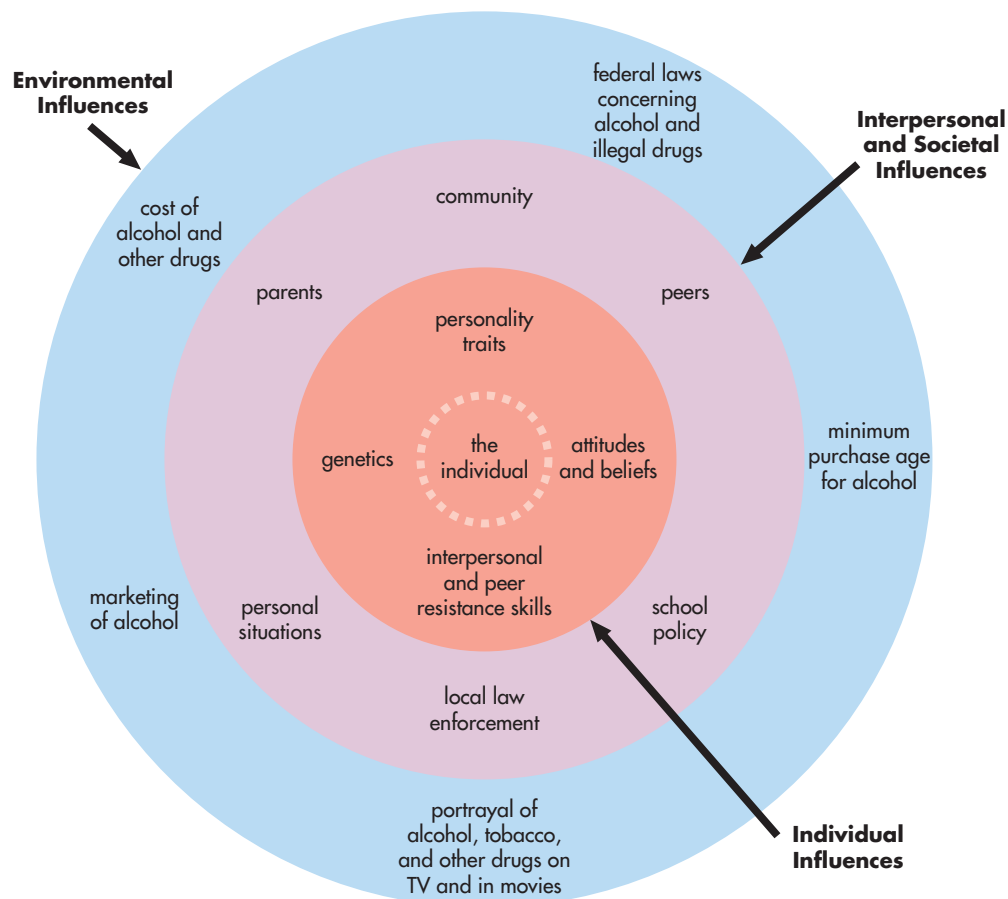 Environmental
Influences
federal laws
concerning
alcohol and
illegal drugs
Interpersonal
and Societal
Influences
cost of
alcohol and
other drugs
community
parents
peers
personality
traits
genetics
the
individual
attitudes
and beliefs
minimum
purchase age
for alcohol
interpersonal
and peer
resistance skills
marketing
of alcohol
personal
situations
school
policy
local law
enforcement
portrayal of
alcohol, tobacco,
and other drugs on
TV and in movies
Individual
Influences